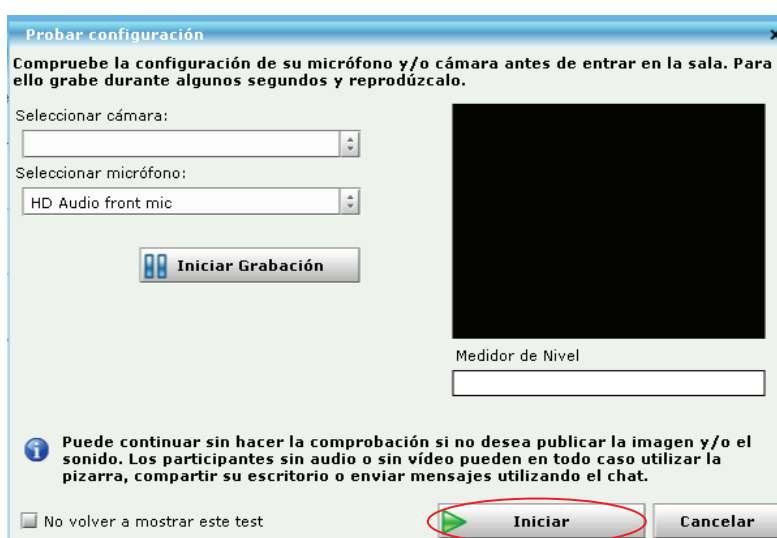 Probar configuración
Compruebe la configuración de su micrófono y/o cámara antes de entrar en la sala. Para
ello grabe durante algunos segundos y reprodúzcalo.
Seleccionar cámara:
Seleccionar micrófono:
HD Audio front mic
Iniciar Grabación
Medidor de Nivel
Puede continuar sin hacer la comprobación si no desea publicar la imagen y/o el
sonido. Los participantes sin audio o sin vídeo pueden en todo caso utilizar la
pizarra, compartir su escritorio o enviar mensajes utilizando el chat.
No volver a mostrar este test
Iniciar
Cancelar